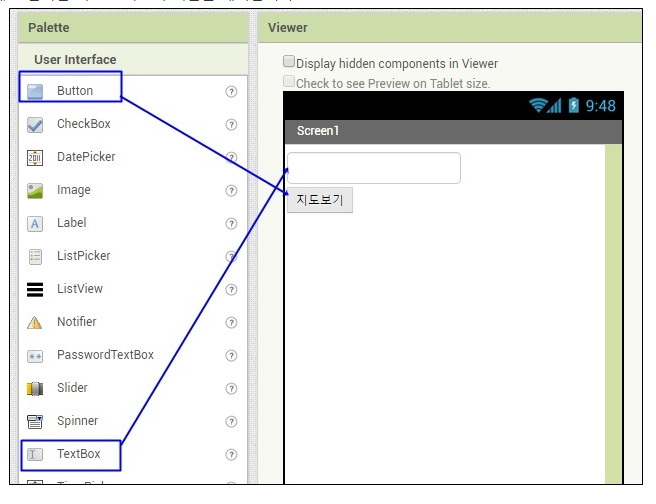 Palette
Viewer
User Interface
Display hidden components in Viewer
Check to see Preview on Tablet size.
Button ?
CheckBox ?
DatePicker ?
Image ?
Label ?
ListPicker ?
ListView ?
Notifier ?
PasswordTextBox ?
Slider ?
Spinner ?
TextBox ?
9:48
Screen1
지도보기